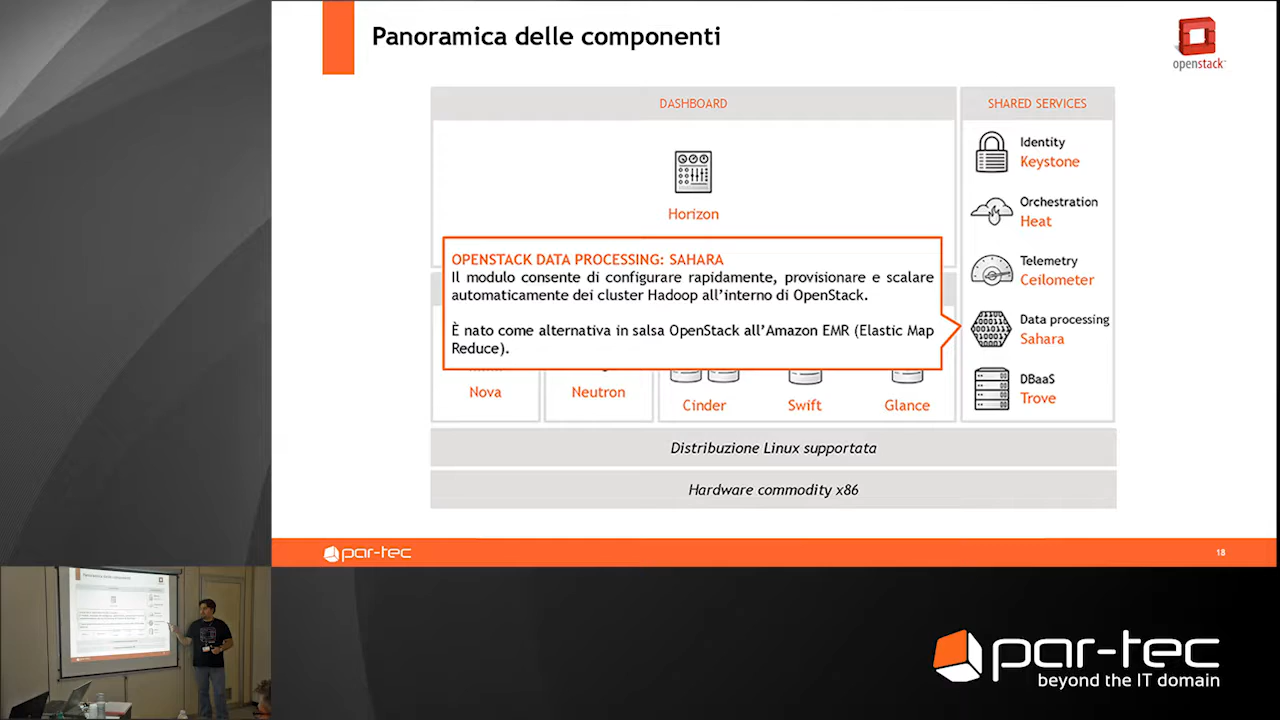 Panoramica delle componenti
openstack
DASHBOARD
Horizon
SHARED SERVICES
Identity
Keystone
Orchestration
Heat
Telemetry
Ceilometer
Data processing
Sahara
DBaaS
Trove
OPENSTACK DATA PROCESSING: SAHARA
Il modulo consente di configurare rapidamente, provisionare e scalare
automaticamente dei cluster Hadoop all'interno di OpenStack.
È nato come alternativa in salsa OpenStack all'Amazon EMR (Elastic Map
Reduce).
Nova
Neutron
Cinder
Swift
Glance
Distribuzione Linux supportata
Hardware commodity x86
par-tec
18
Panoramica delle componenti
par-tec
beyond the IT domain